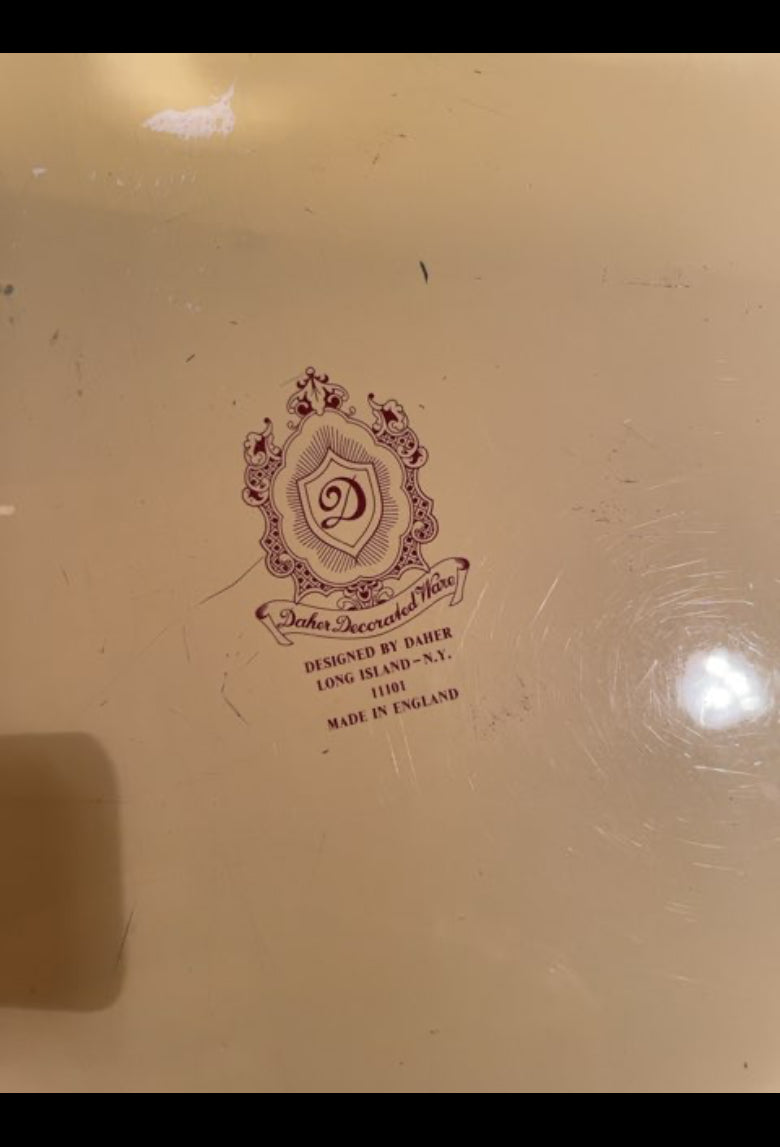 D
Daher Decorated Ware
DESIGNED BY DAHER
LONG ISLAND–N.Y.
11101
MADE IN ENGLAND